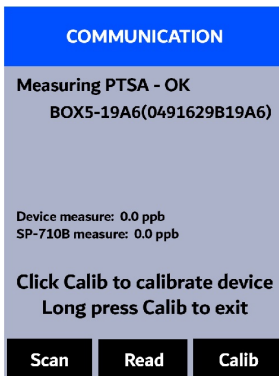 COMMUNICATION
Measuring PTSA - OK
BOX5-19A6(0491629B19A6)
Device measure: 0.0 ppb
SP-710B measure: 0.0 ppb
Click Calib to calibrate device
Long press Calib to exit
Scan Read Calib